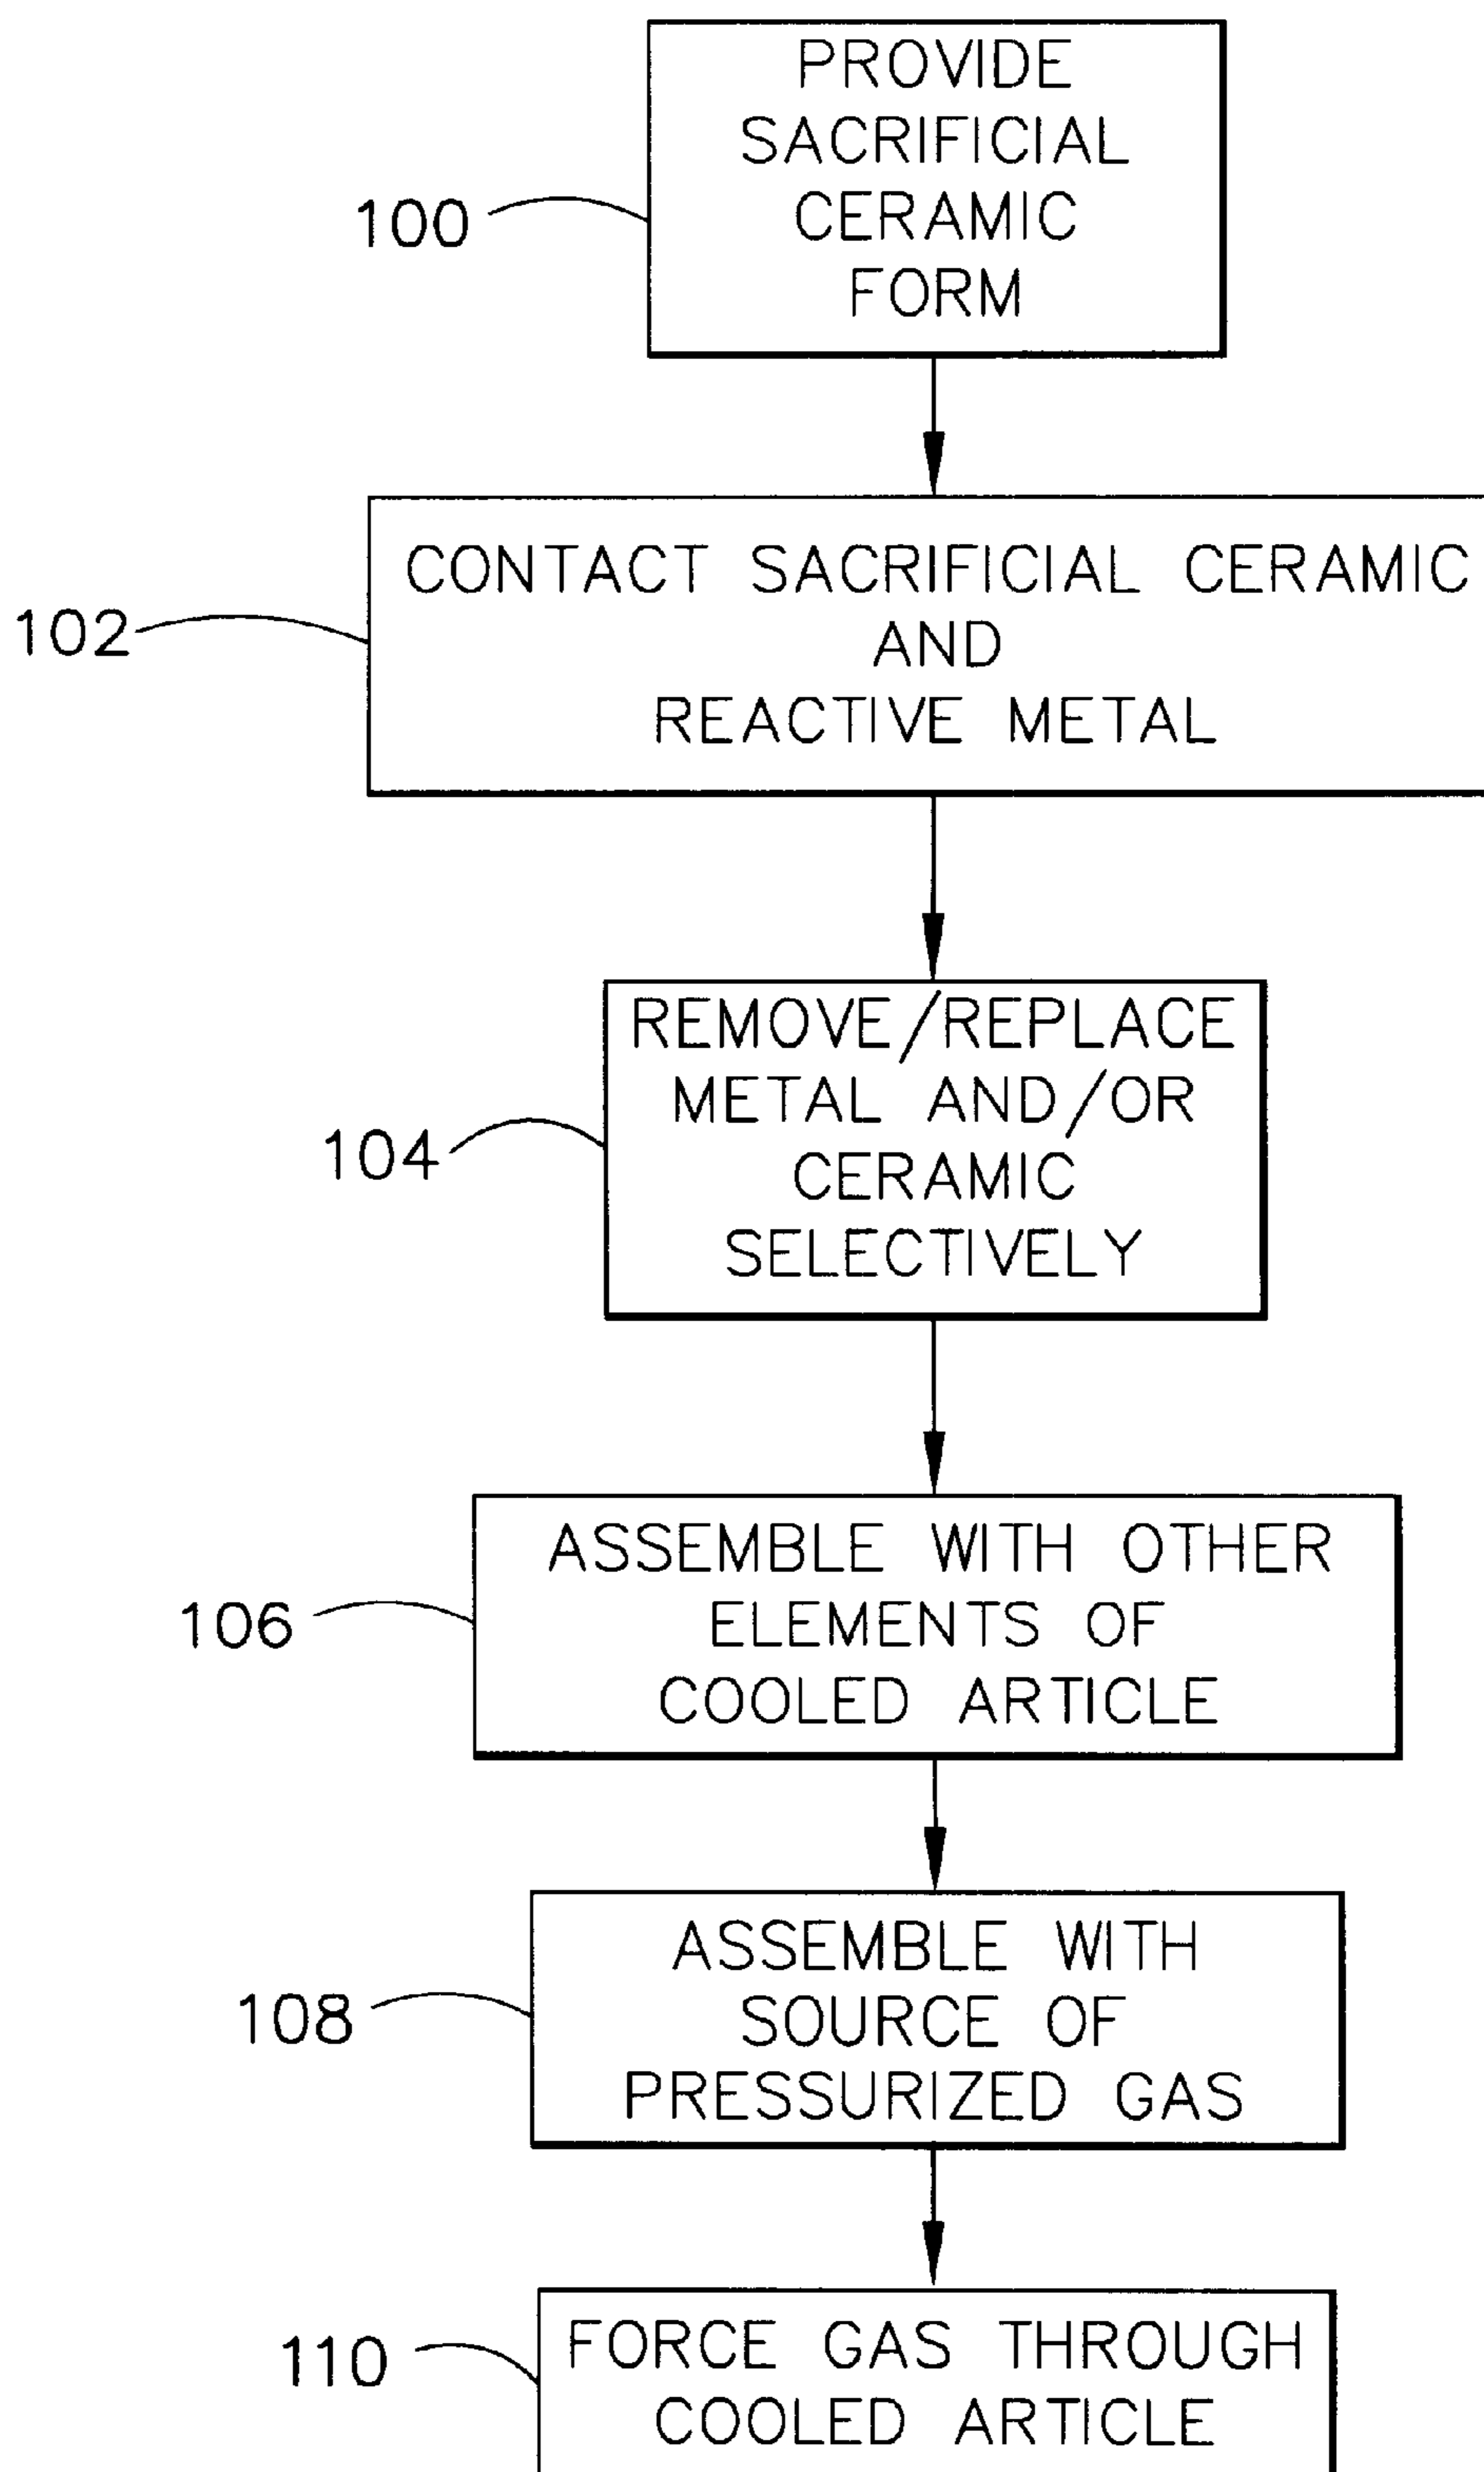 PROVIDE
SACRIFICIAL
CERAMIC
FORM
100
CONTACT SACRIFICIAL CERAMIC
AND
REACTIVE METAL
102
REMOVE/REPLACE
METAL AND/OR
CERAMIC
SELECTIVELY
104
ASSEMBLE WITH OTHER
ELEMENTS OF
COOLED ARTICLE
106
ASSEMBLE WITH
SOURCE OF
PRESSURIZED GAS
108
FORCE GAS THROUGH
COOLED ARTICLE
110